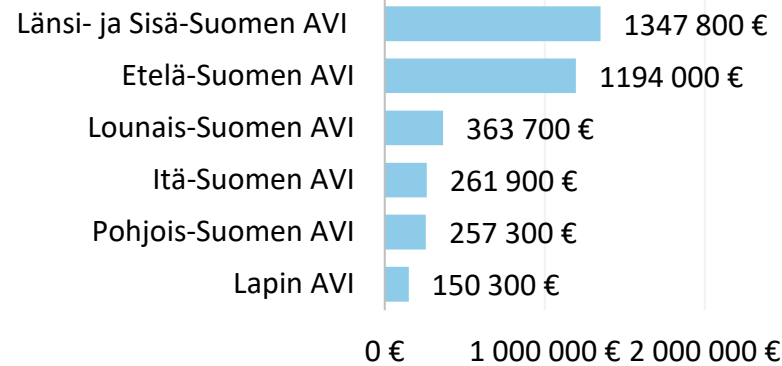 Länsi- ja Sisä-Suomen AVI 1347 800 €
Etelä-Suomen AVI 1194 000 €
Lounais-Suomen AVI 363 700 €
Itä-Suomen AVI 261 900 €
Pohjois-Suomen AVI 257 300 €
Lapin AVI 150 300 €
0 € 1 000 000 € 2 000 000 €